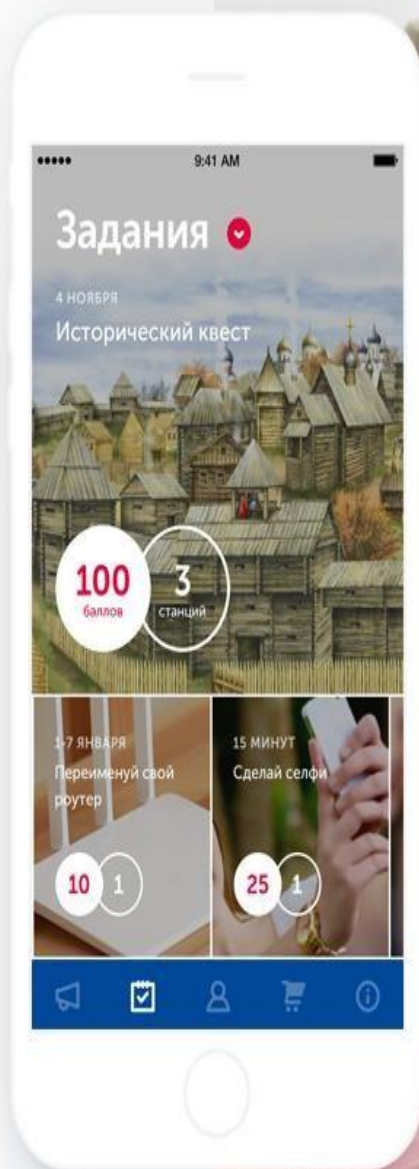 9:41 AM
Задания
4 НОЯБРЯ
Исторический квест
100
баллов
3
станций
1-7 ЯНВАРЯ
Переименуй свой
роутер
10
1
15 МИНУТ
Сделай селфи
25
1